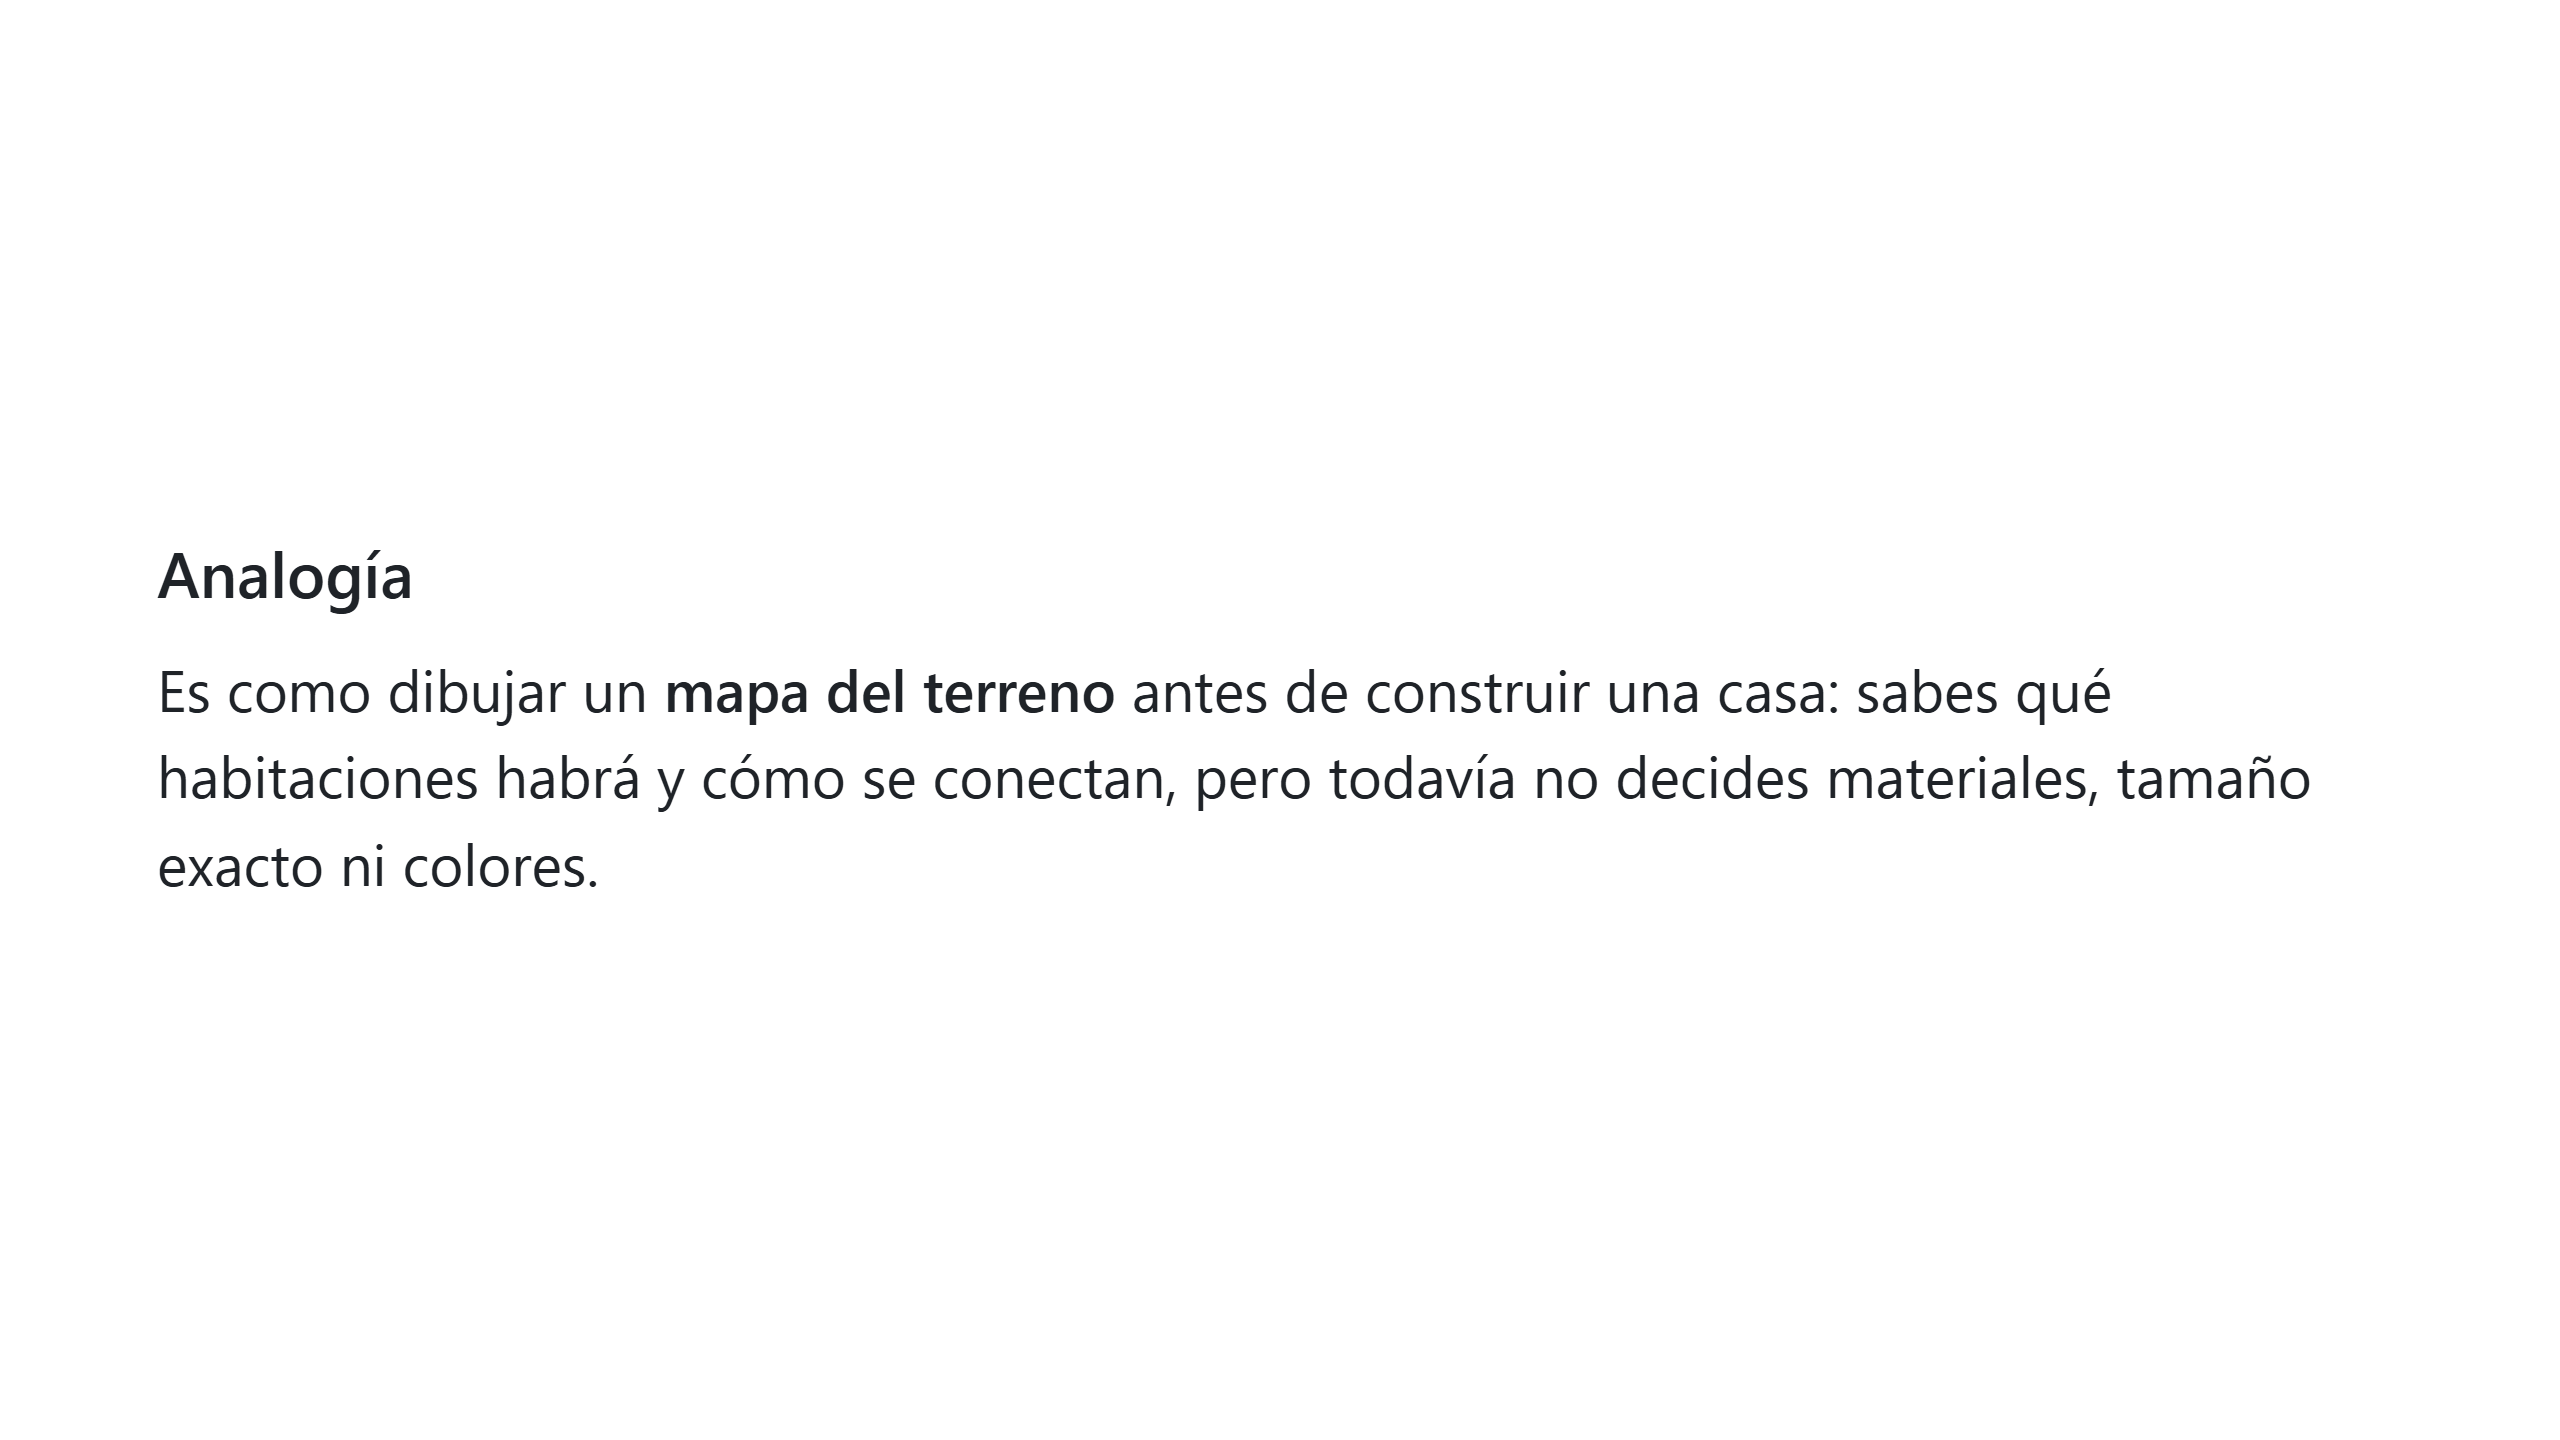 Analogía
Es como dibujar un mapa del terreno antes de construir una casa: sabes qué
habitaciones habrá y cómo se conectan, pero todavía no decides materiales, tamaño
exacto ni colores.